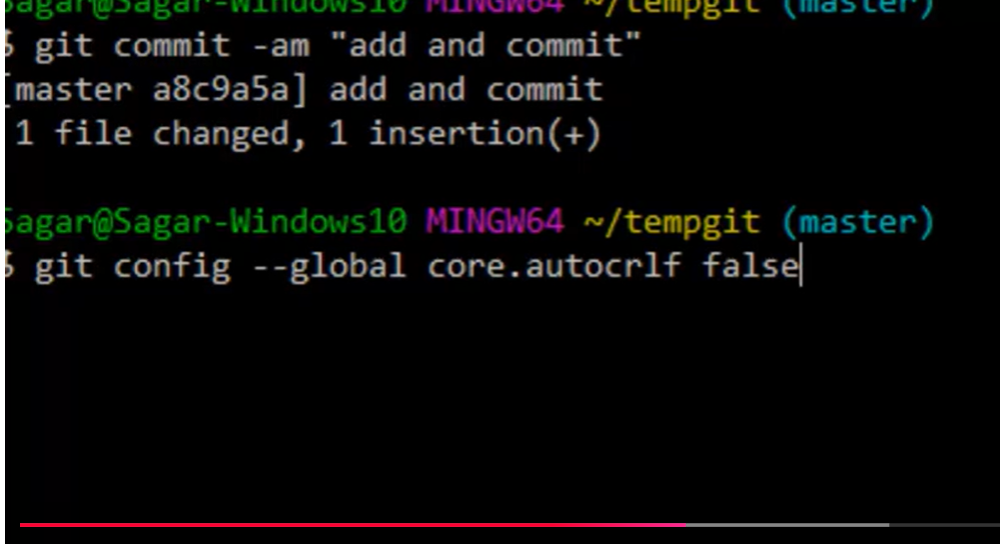 Sagar@Sagar-Windows10 MINGW64 ~/tempgit (master)
$ git commit -am "add and commit"
[master a8c9a5a] add and commit
1 file changed, 1 insertion(+)
Sagar@Sagar-Windows10 MINGW64 ~/tempgit (master)
$ git config --global core.autocrlf false